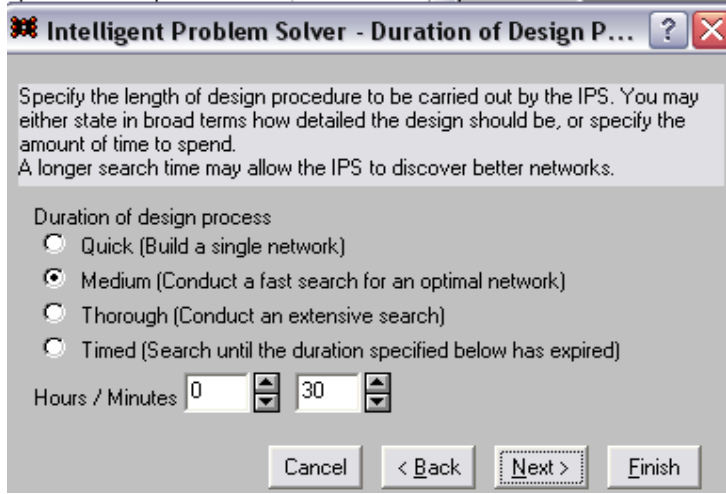 Intelligent Problem Solver - Duration of Design P...
Specify the length of design procedure to be carried out by the IPS. You may
either state in broad terms how detailed the design should be, or specify the
amount of time to spend.
A longer search time may allow the IPS to discover better networks.
Duration of design process
Quick (Build a single network)
Medium (Conduct a fast search for an optimal network)
Thorough (Conduct an extensive search)
Timed (Search until the duration specified below has expired)
Hours / Minutes 0 30
Cancel < Back Next > Finish